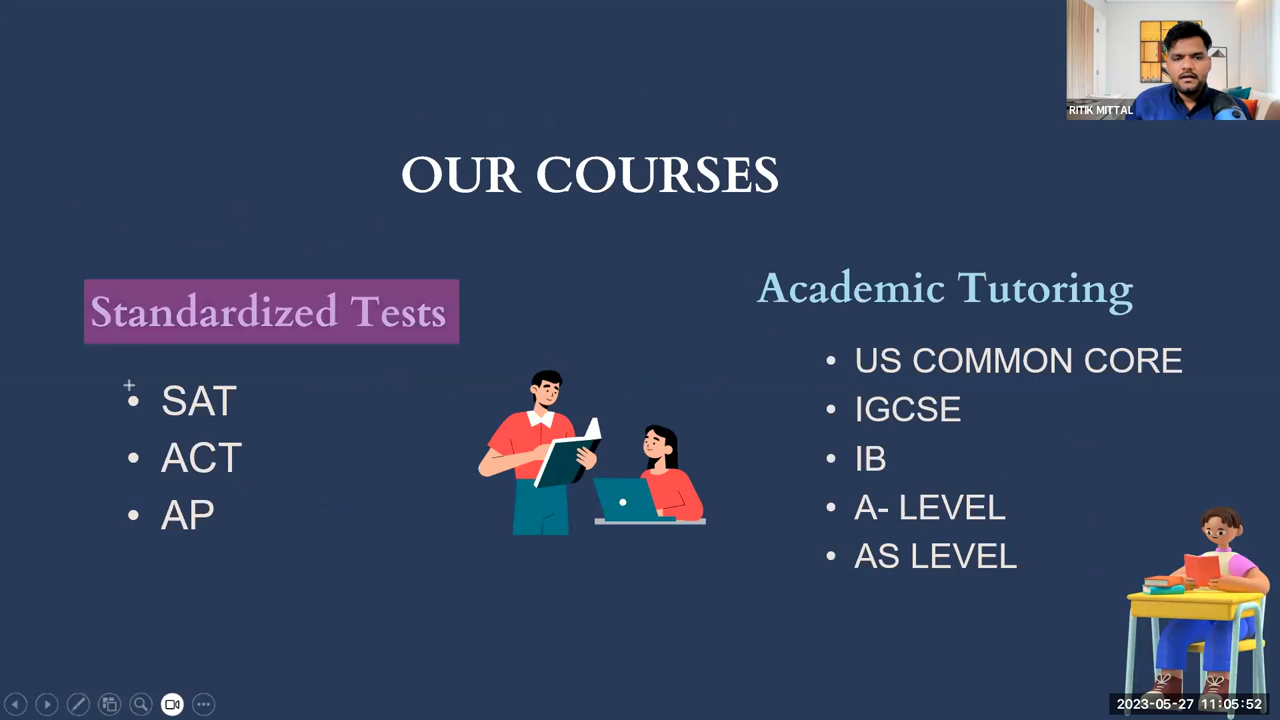 RITIK MITTAL
OUR COURSES
Standardized Tests
SAT
ACT
AP
Academic Tutoring
US COMMON CORE
IGCSE
IB
A- LEVEL
AS LEVEL
2023-05-27 11:05:52